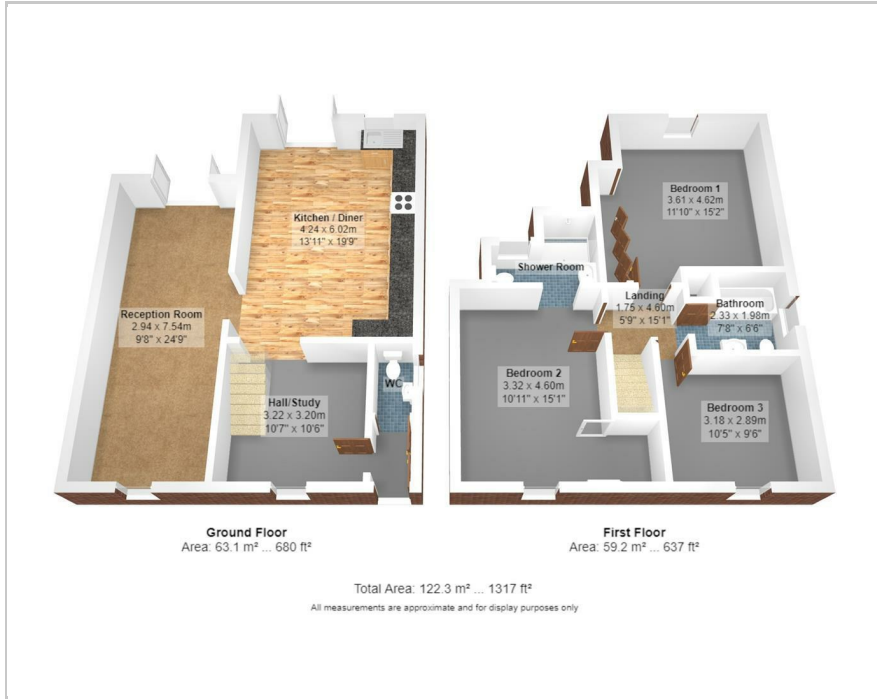 Kitchen / Diner
4.24 x 6.02m
13'11" x 19'9"
Reception Room
2.94 x 7.54m
9'8" x 24'9"
WC
Hall/Study
3.22 x 3.20m
10'7" x 10'6"
Ground Floor
Area: 63.1 m² ... 680 ft²
Bedroom 1
3.61 x 4.62m
11'10" x 15'2"
Shower Room
Landing
1.75 x 4.60m
5'9" x 15'1"
Bathroom
2.33 x 1.98m
7'8" x 6'6"
Bedroom 2
3.32 x 4.60m
10'11" x 15'1"
Bedroom 3
3.18 x 2.89m
10'5" x 9'6"
First Floor
Area: 59.2 m² ... 637 ft²
Total Area: 122.3 m² ... 1317 ft²
All measurements are approximate and for display purposes only